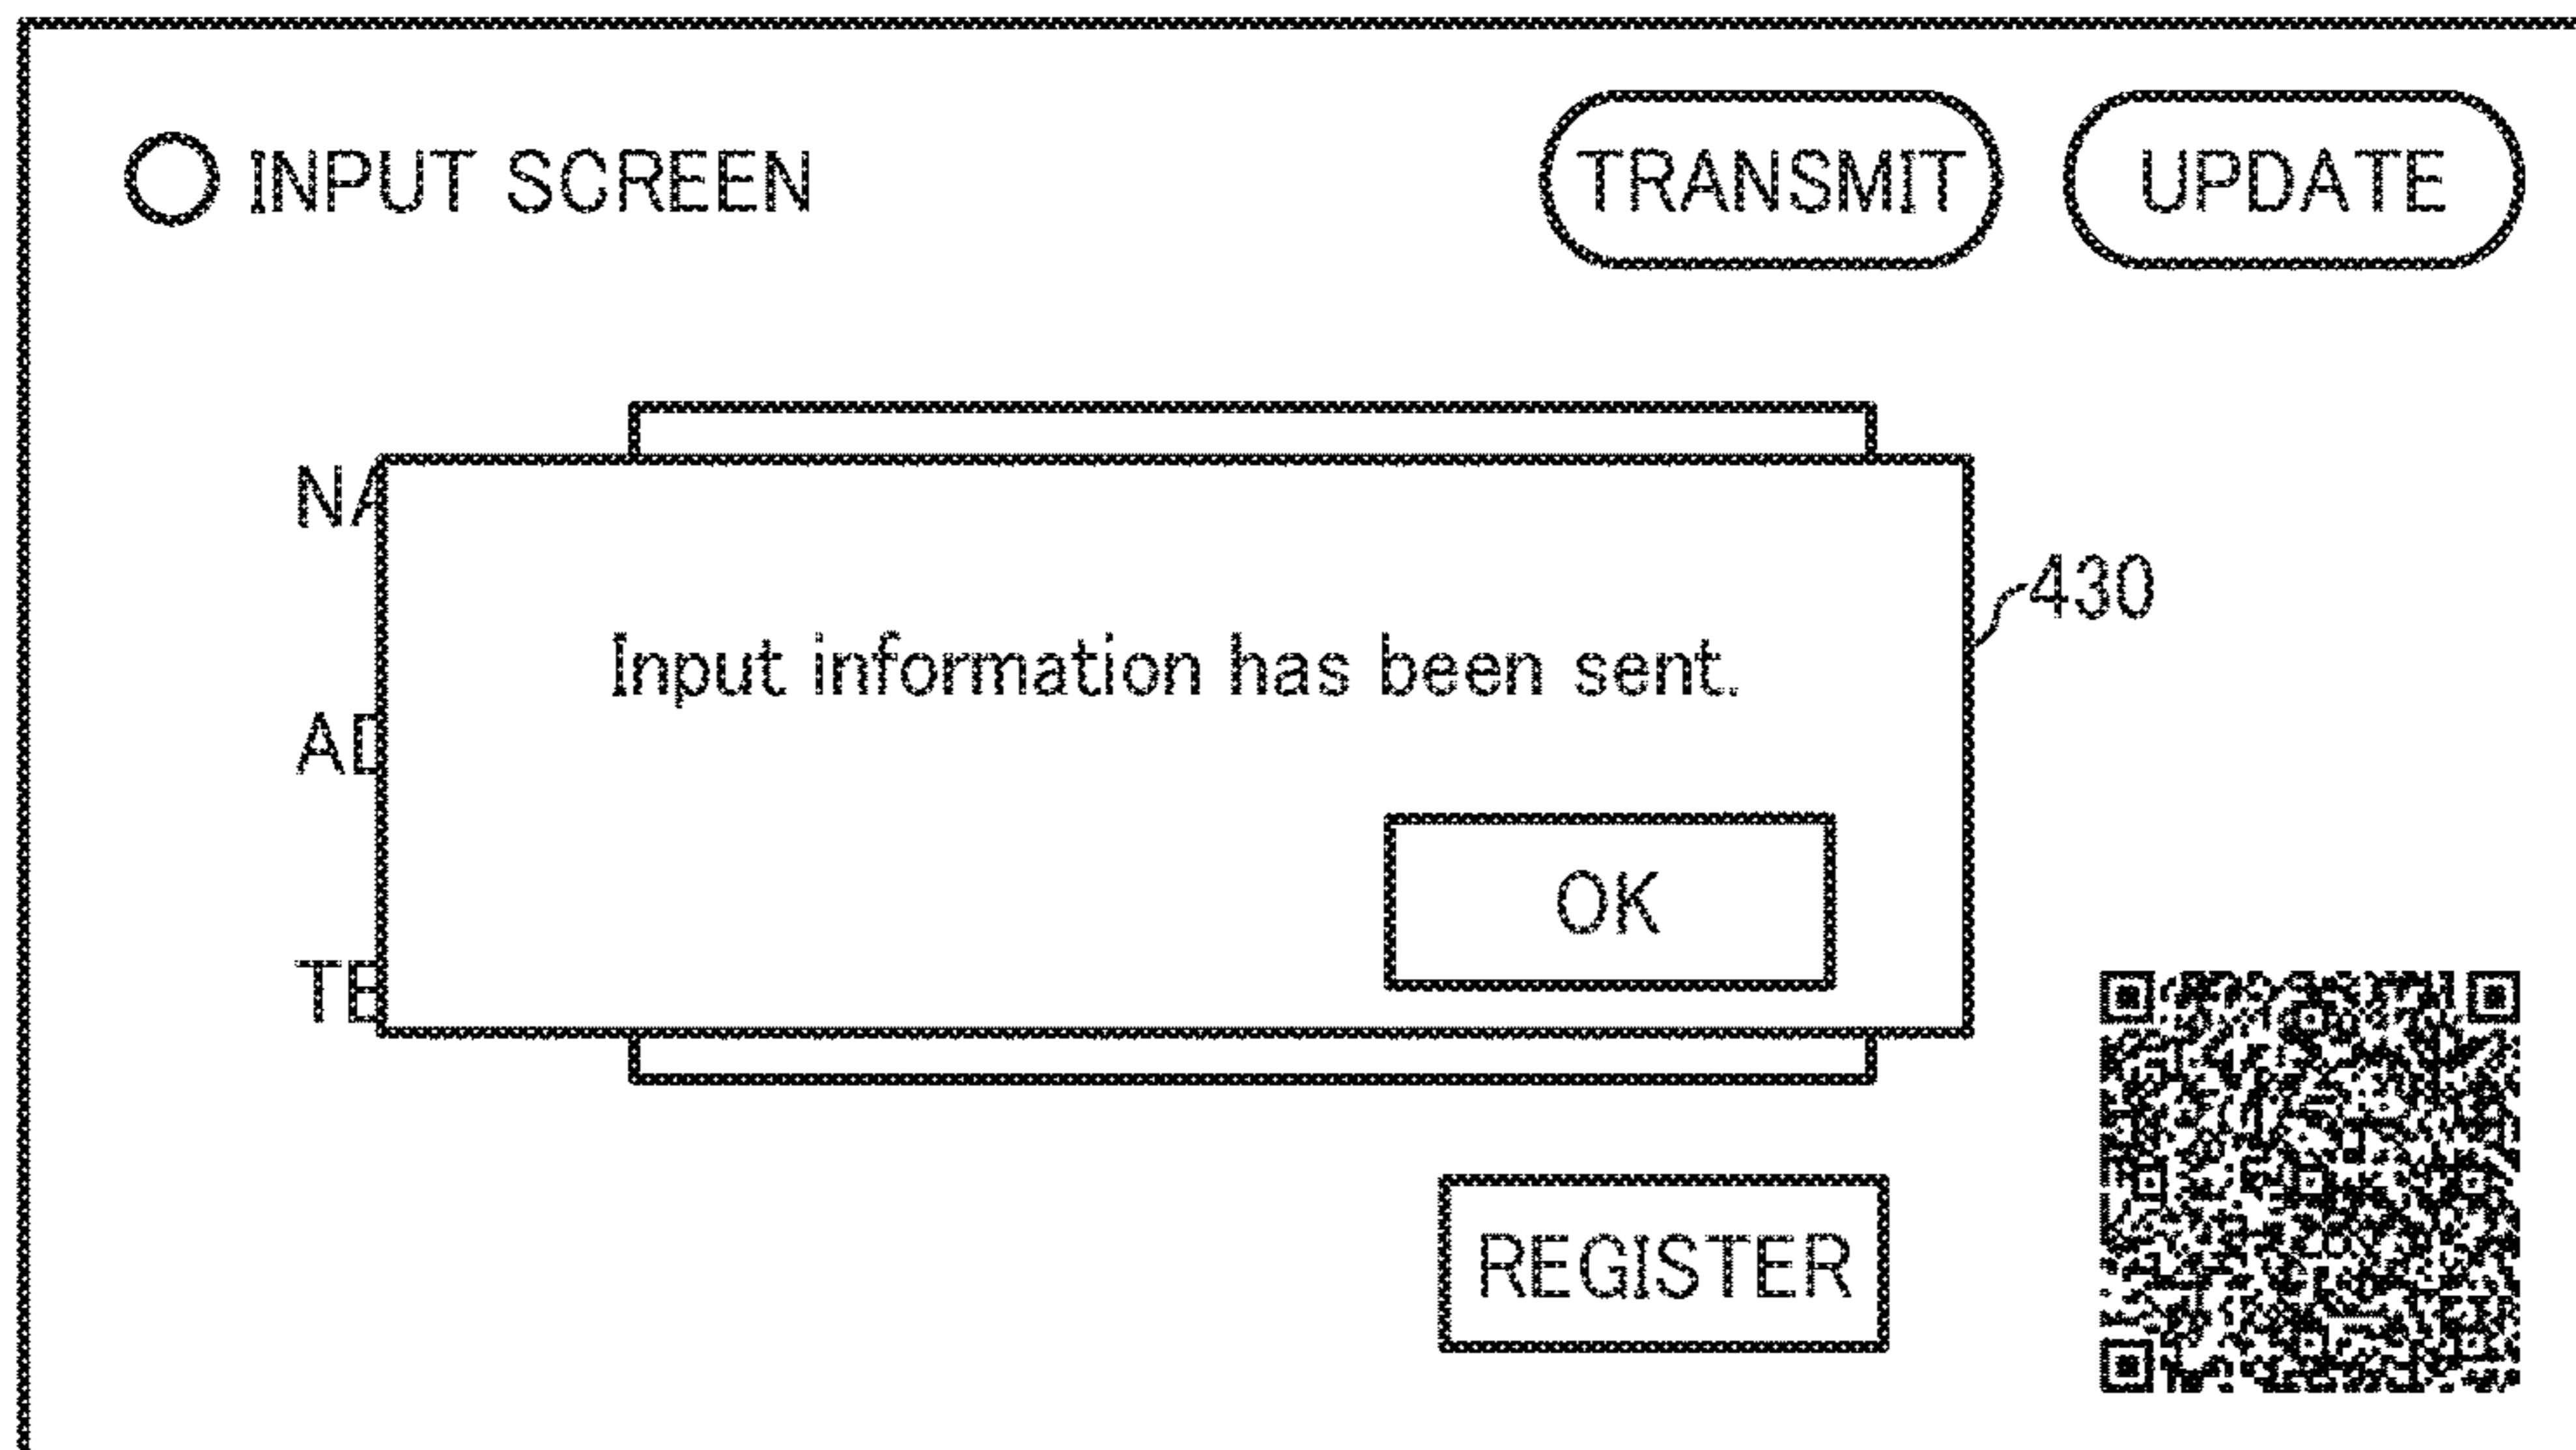 INPUT SCREEN
TRANSMIT
UPDATE
NA
430
Input information has been sent.
AD
OK
TE
REGISTER